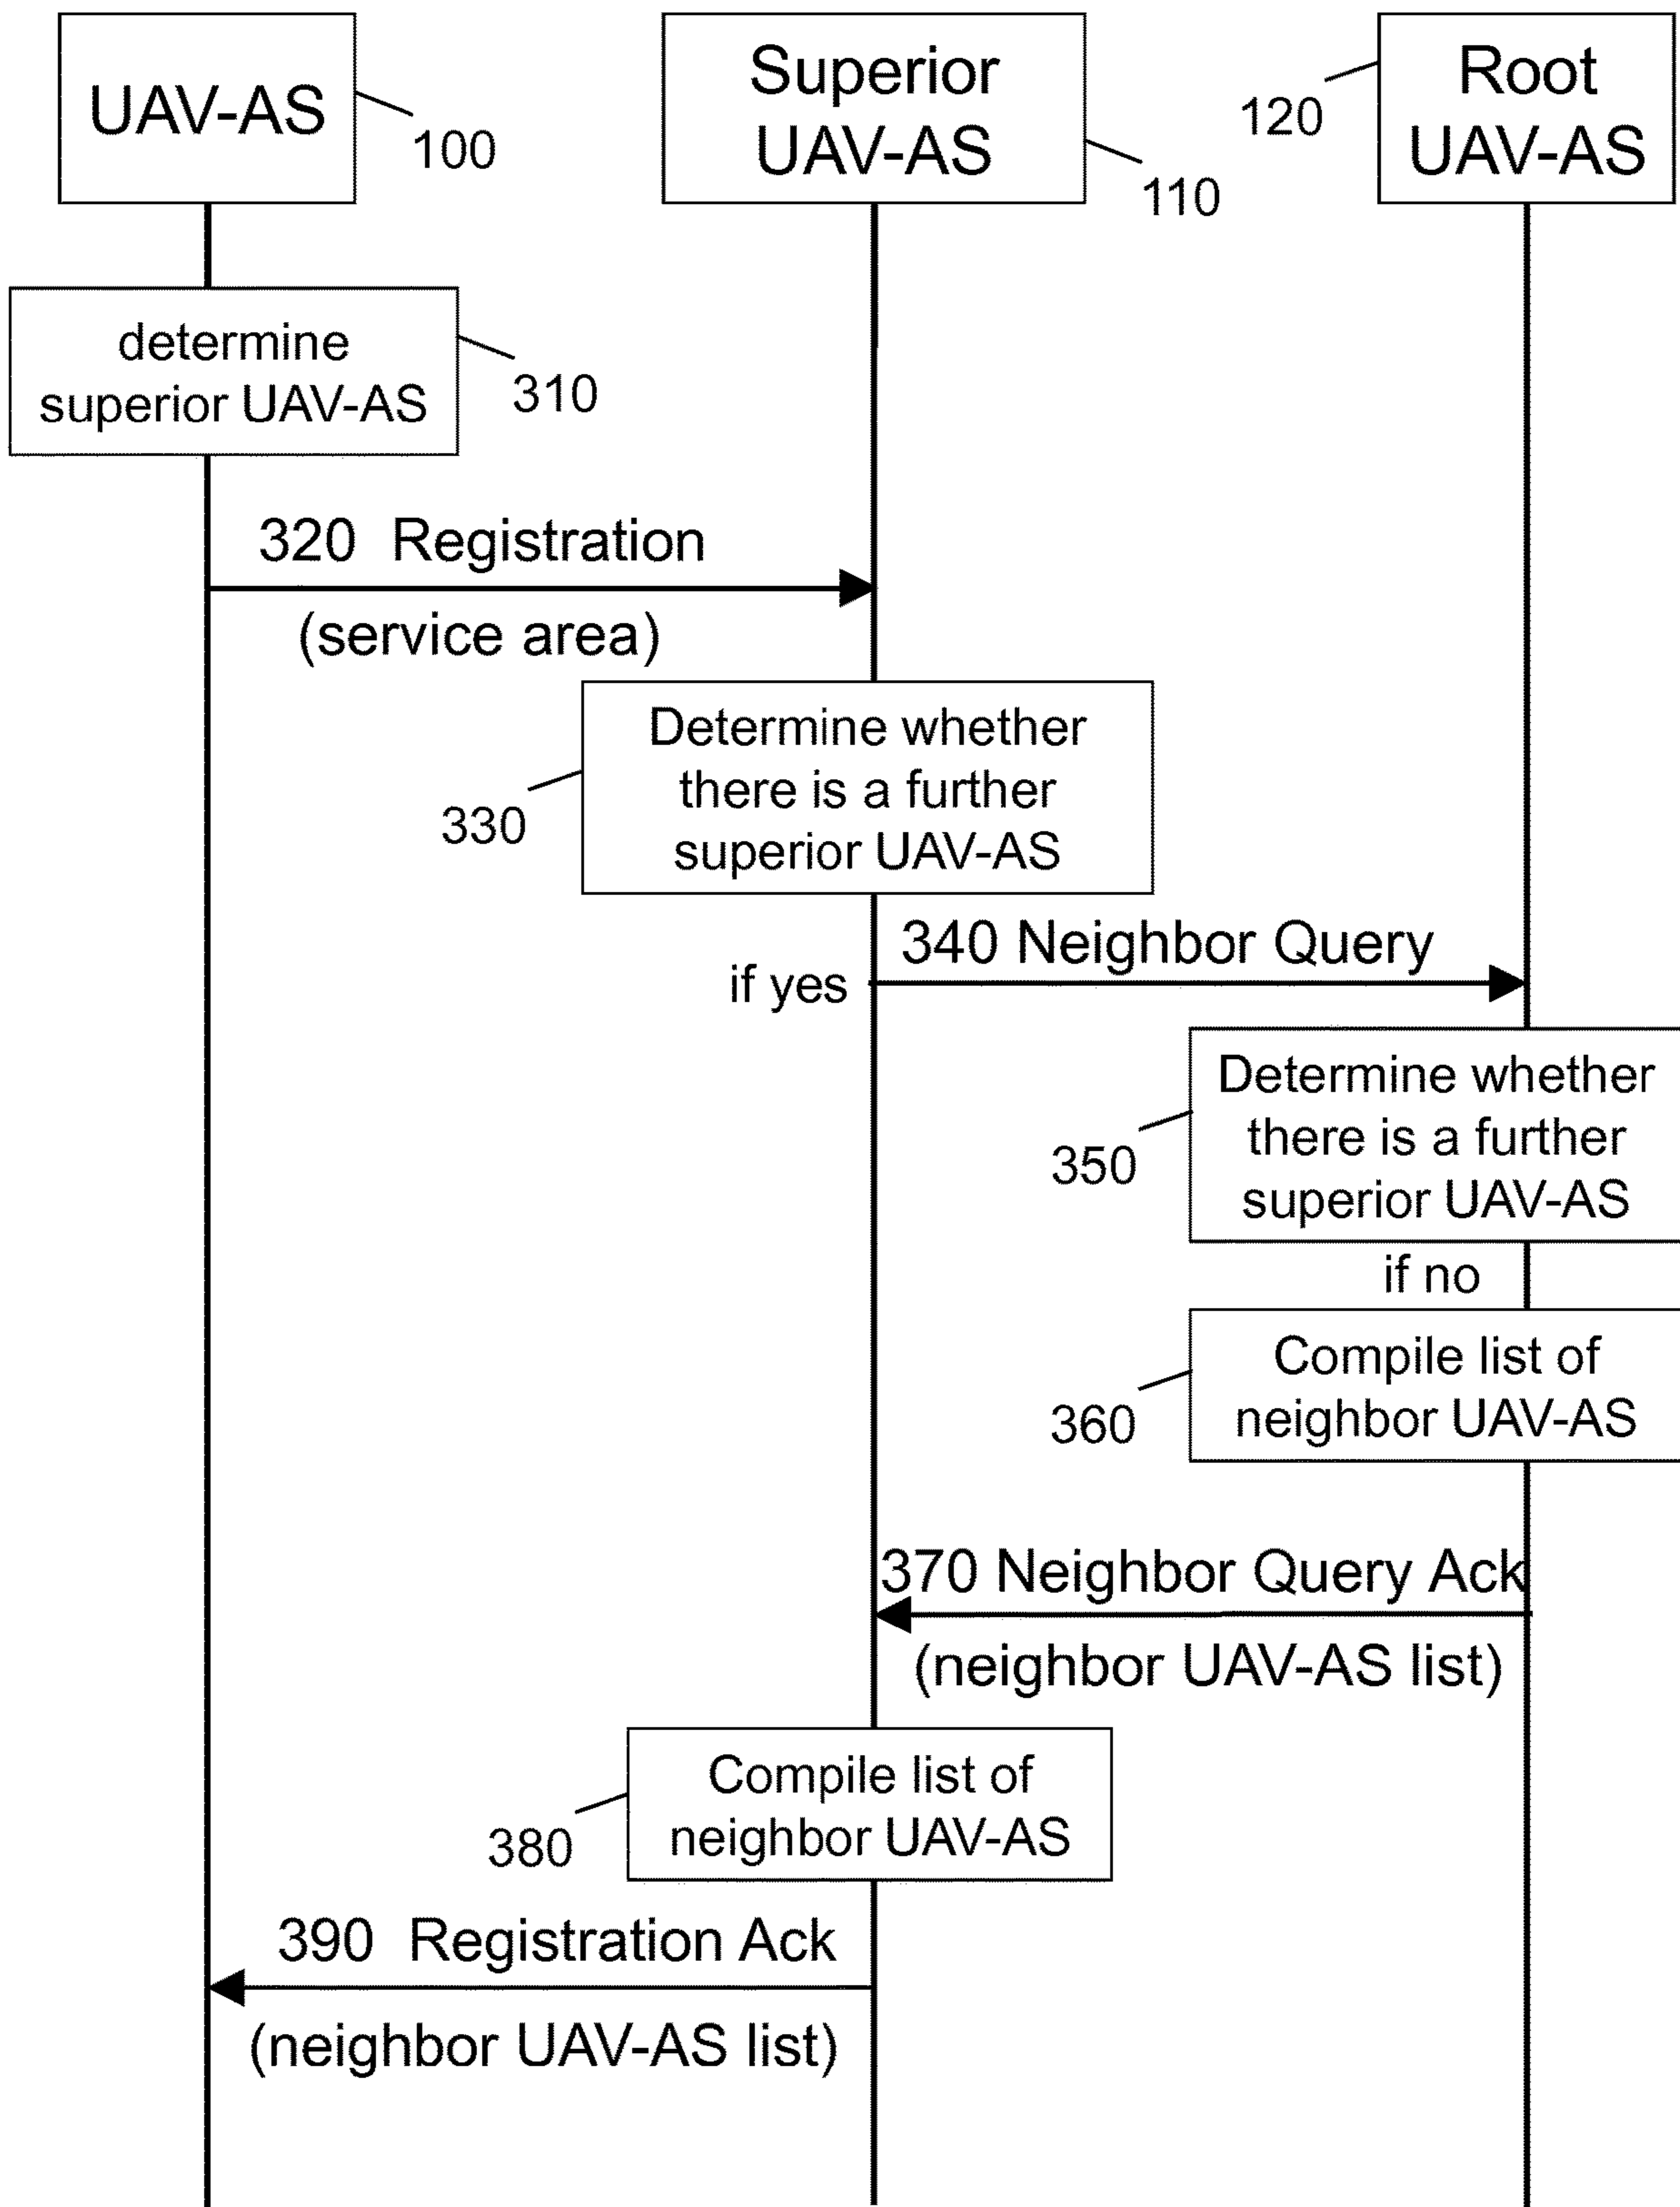 UAV-AS
100
Superior
UAV-AS
110
120
Root
UAV-AS
determine
superior UAV-AS
310
320 Registration
(service area)
Determine whether
there is a further
superior UAV-AS
330
340 Neighbor Query
if yes
Determine whether
there is a further
superior UAV-AS
350
if no
Compile list of
neighbor UAV-AS
360
370 Neighbor Query Ack
(neighbor UAV-AS list)
Compile list of
neighbor UAV-AS
380
390 Registration Ack
(neighbor UAV-AS list)